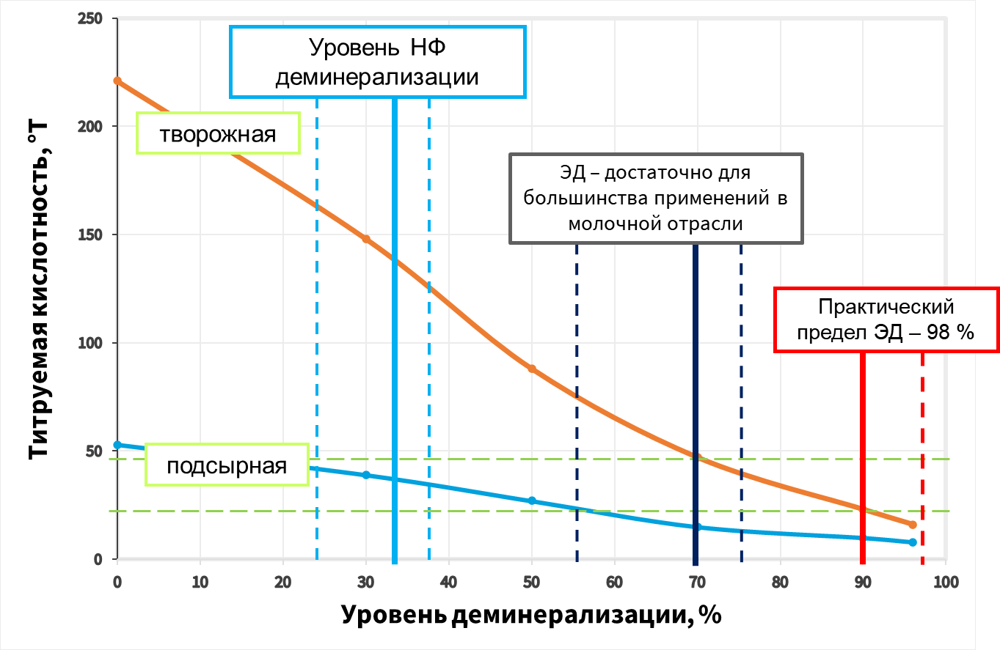 250
Уровень НФ
деминерализации
творожная
200
ЭД – достаточно для
большинства применений в
молочной отрасли
150
Практический
предел ЭД – 98 %
100
50
подсырная
0
Титруемая кислотность, °Т
0 10 20 30 40 50 60 70 80 90 100
Уровень деминерализации, %